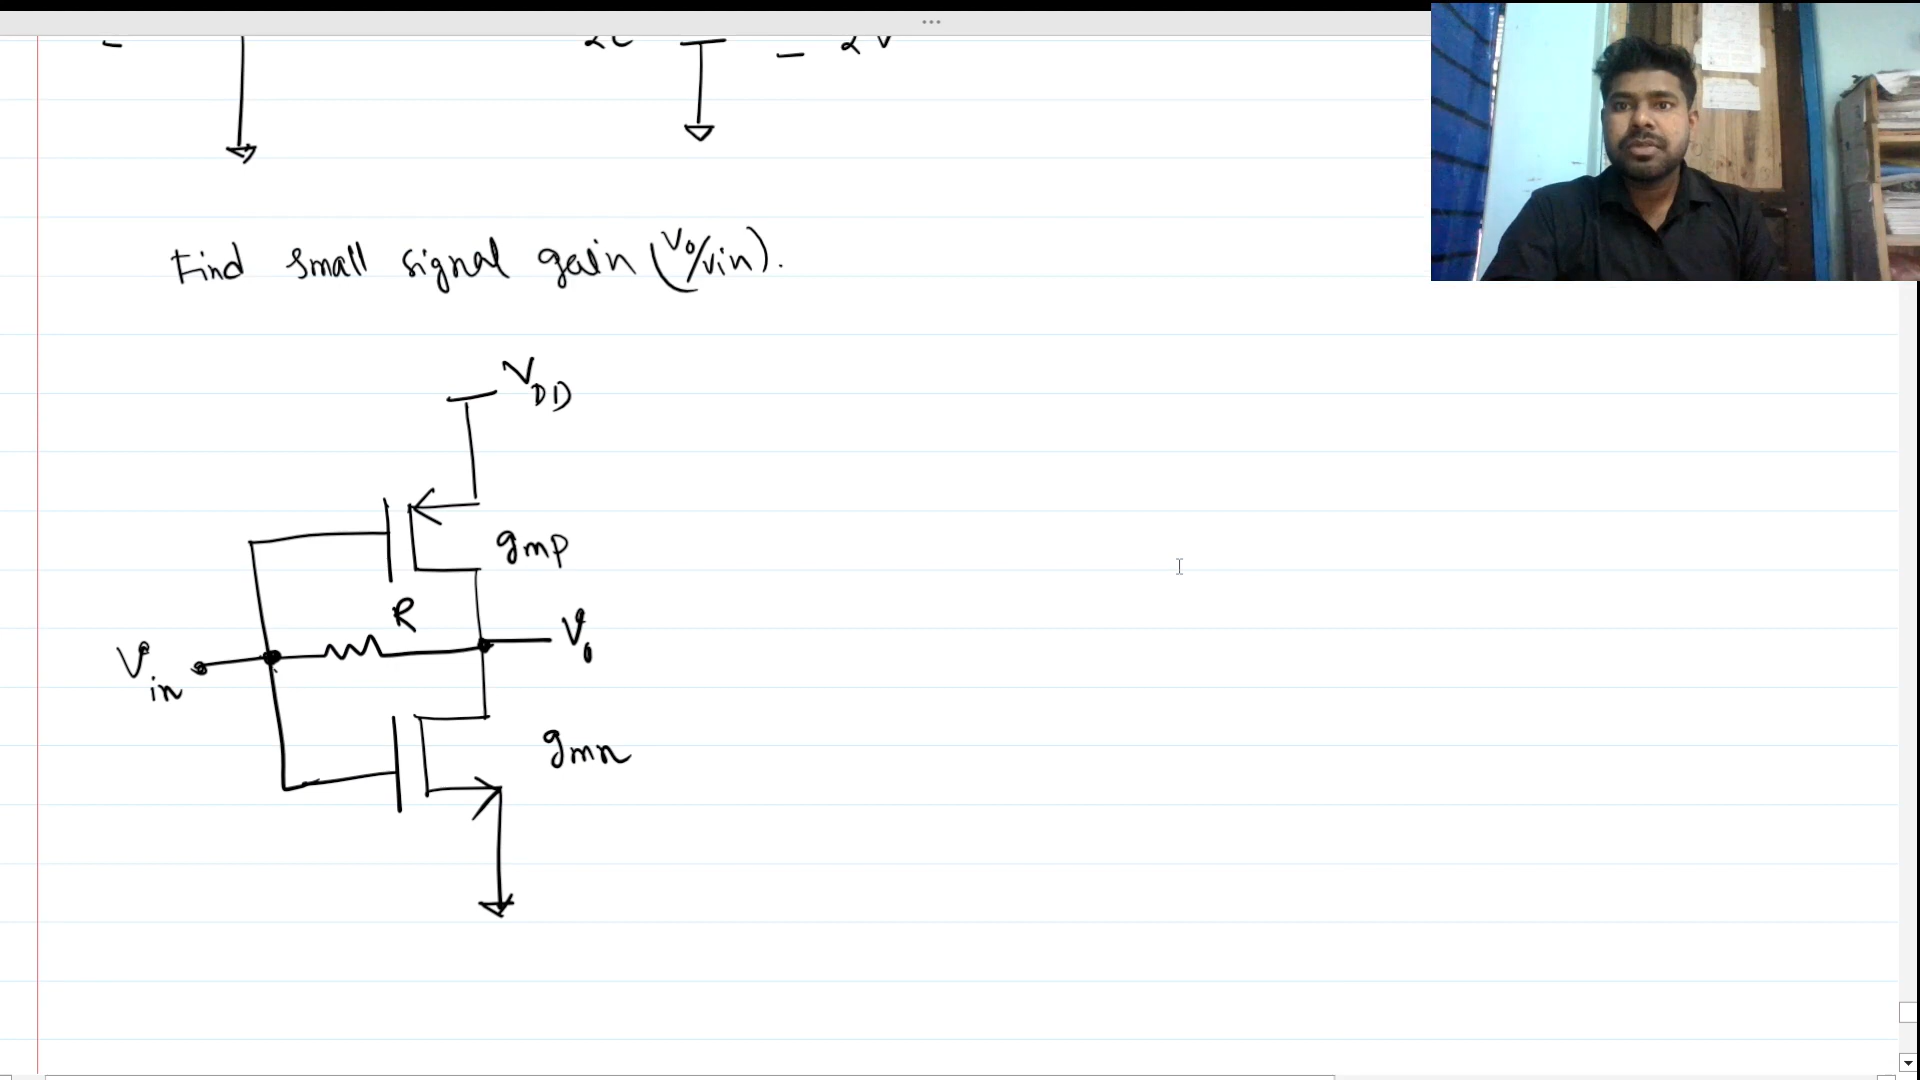 Find small signal gain (Vo/Vin).
VDD
gmp
R
Vin
Vo
gmn